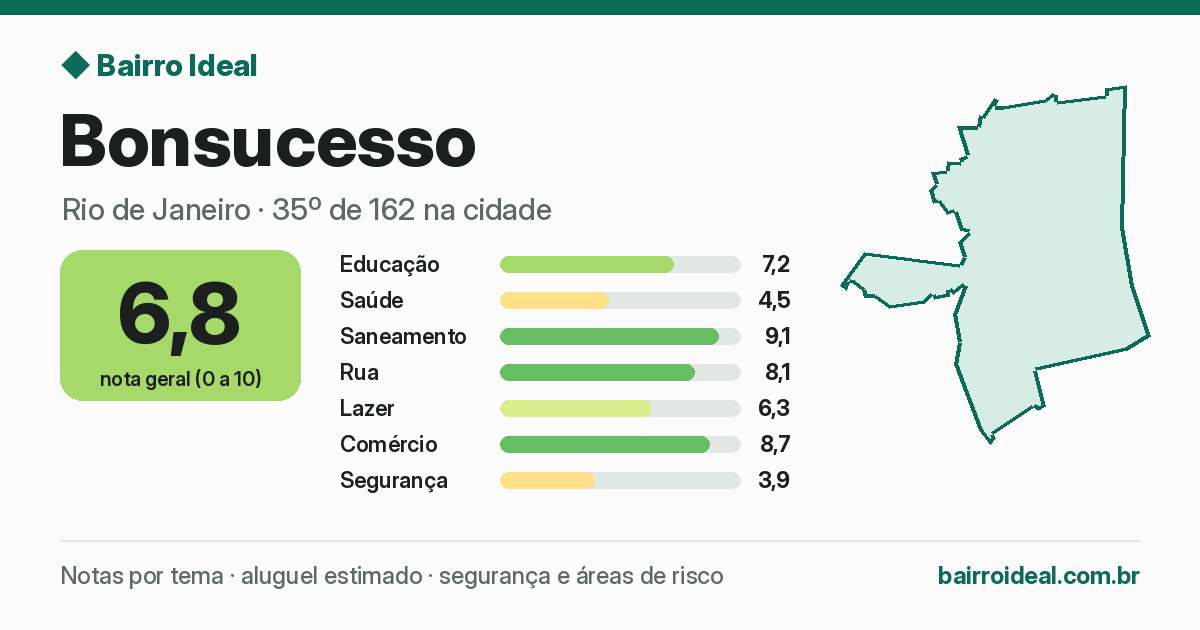 Bairro Ideal
Bonsucesso
Rio de Janeiro · 35º de 162 na cidade
6,8
nota geral (0 a 10)
Educação 7,2
Saúde 4,5
Saneamento 9,1
Rua 8,1
Lazer 6,3
Comércio 8,7
Segurança 3,9
Notas por tema · aluguel estimado · segurança e áreas de risco
bairroideal.com.br